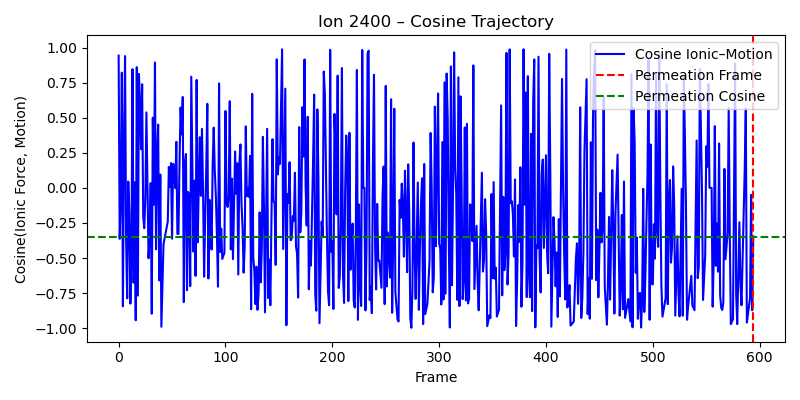 Ion 2400 – Cosine Trajectory
Cosine Ionic–Motion
Permeation Frame
Permeation Cosine
Cosine(Ionic Force, Motion)
1.00
0.75
0.50
0.25
0.00
−0.25
−0.50
−0.75
−1.00
0 100 200 300 400 500 600
Frame